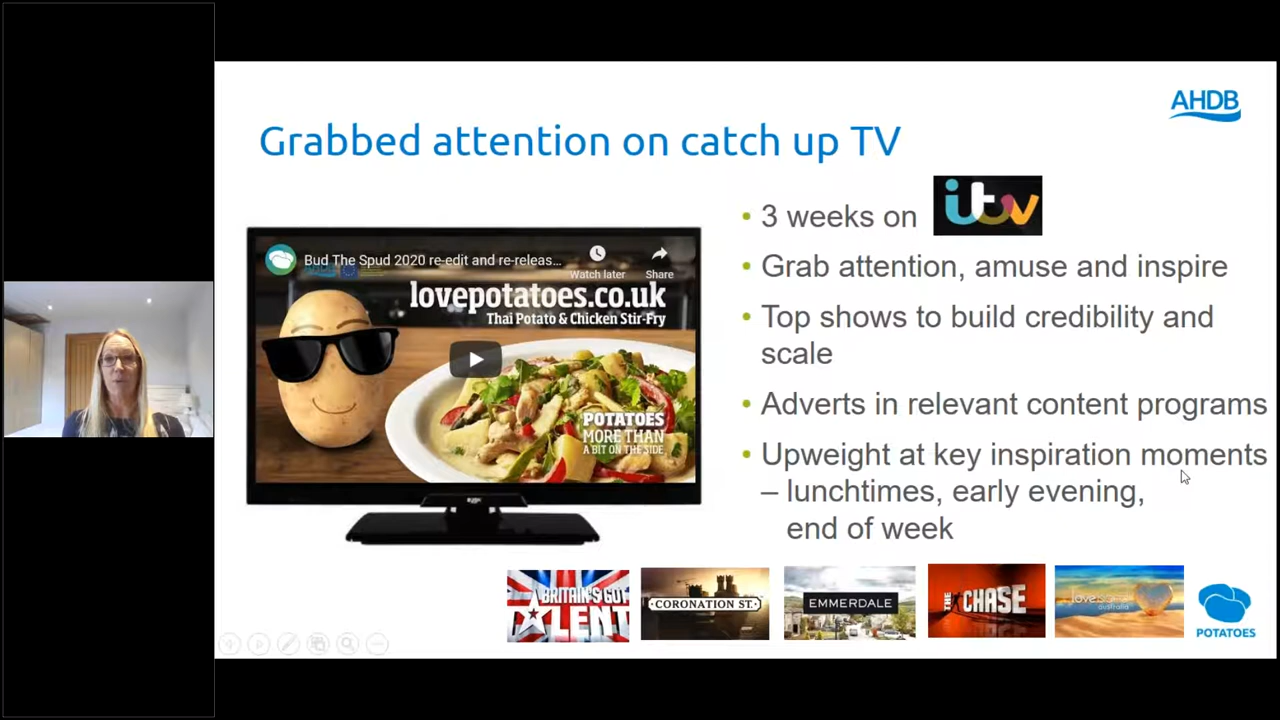 AHDB
Grabbed attention on catch up TV
Bud The Spud 2020 re-edit and re-releas...
Watch later
Share
lovepotatoes.co.uk
Thai Potato & Chicken Stir-Fry
POTATOES
MORE THAN
A BIT ON THE SIDE
• 3 weeks on
itv
• Grab attention, amuse and inspire
• Top shows to build credibility and
scale
• Adverts in relevant content programs
• Upweight at key inspiration moments
– lunchtimes, early evening,
end of week
BRITAIN'S GOT
TALENT
CORONATION ST.
EMMERDALE
THE
CHASE
love island
australia
POTATOES